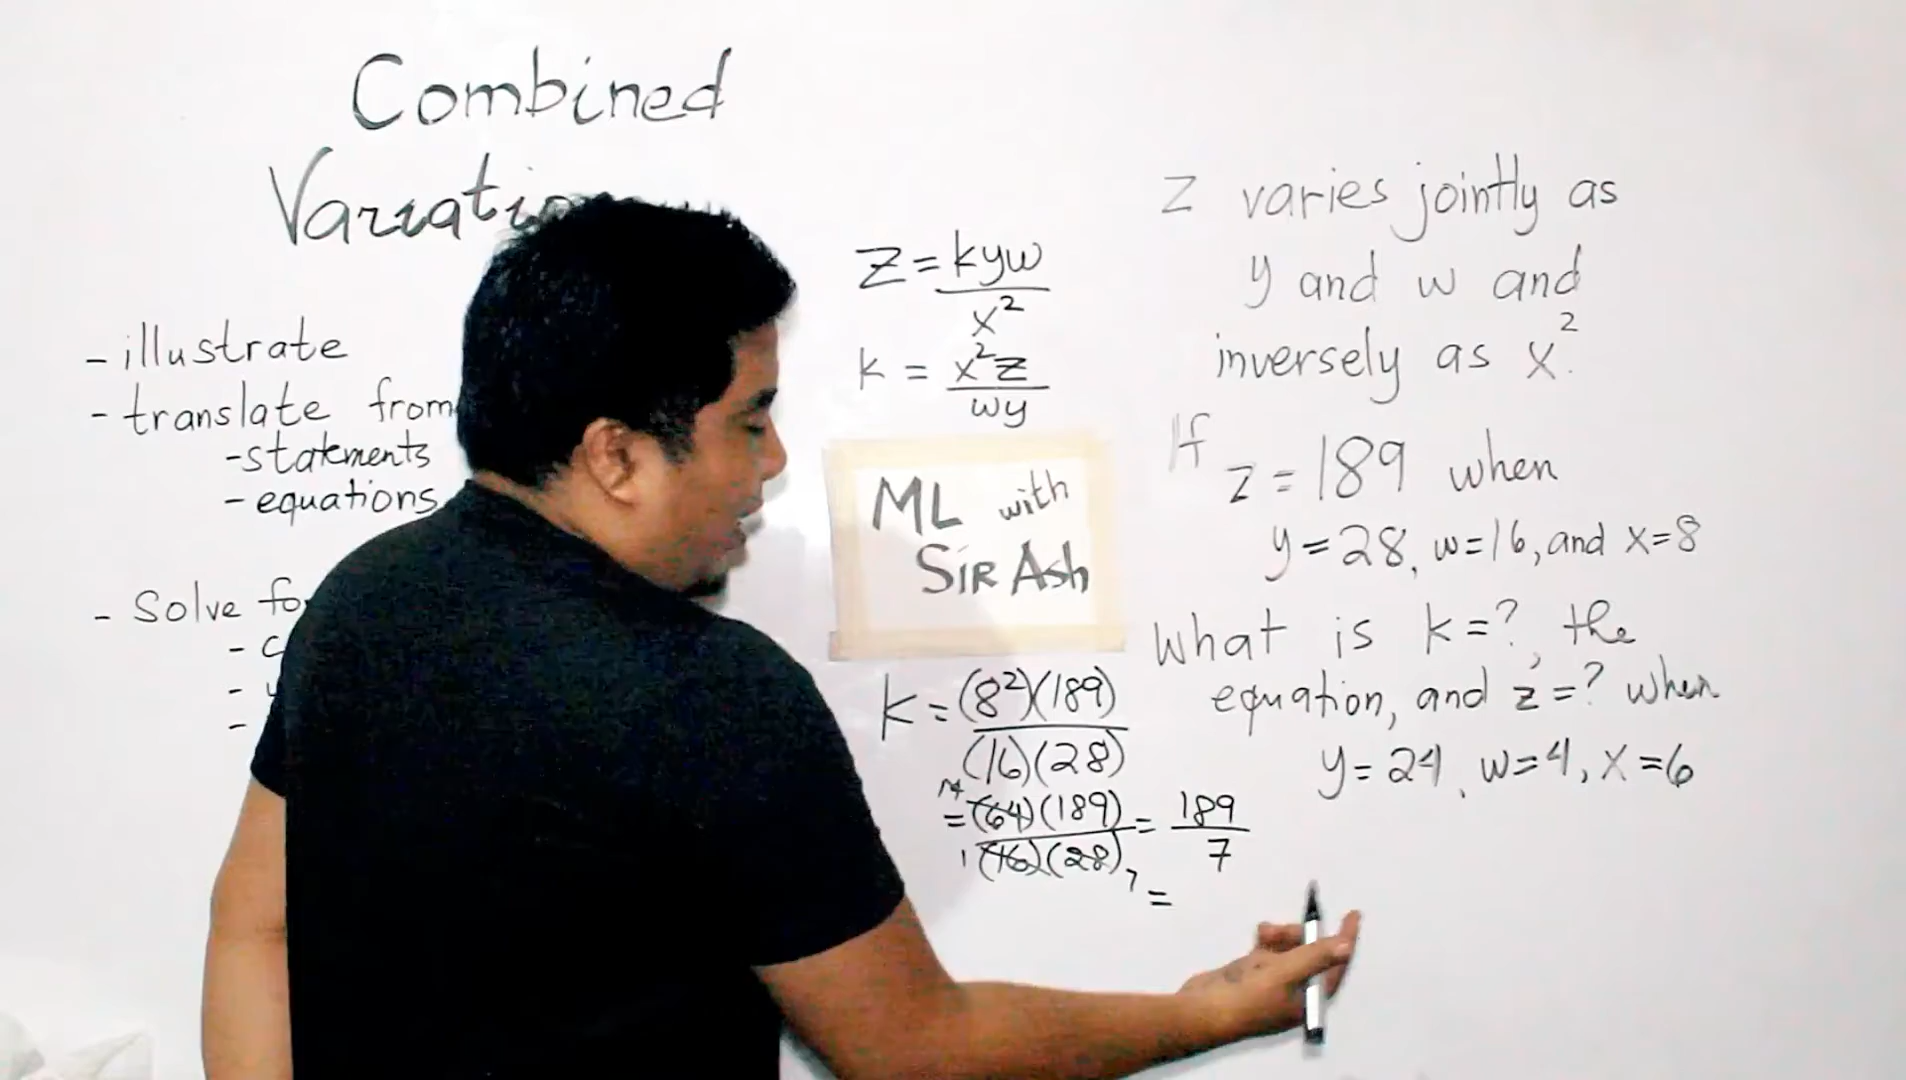 Combined
Variati
- illustrate
- translate from
- statements
- equations
- Solve fo
- c
-
-
z = kyw
x²
k = x²z
wy
ML with
SIR Ash
k = (8²)(189)
(16)(28)
= (64)(189) = 189
1 (16)(28) 7 7
=
z varies jointly as
y and w and
inversely as x².
If z = 189 when
y = 28, w = 16, and x = 8
What is k = ?, the
equation, and z = ? when
y = 24, w = 4, x = 6